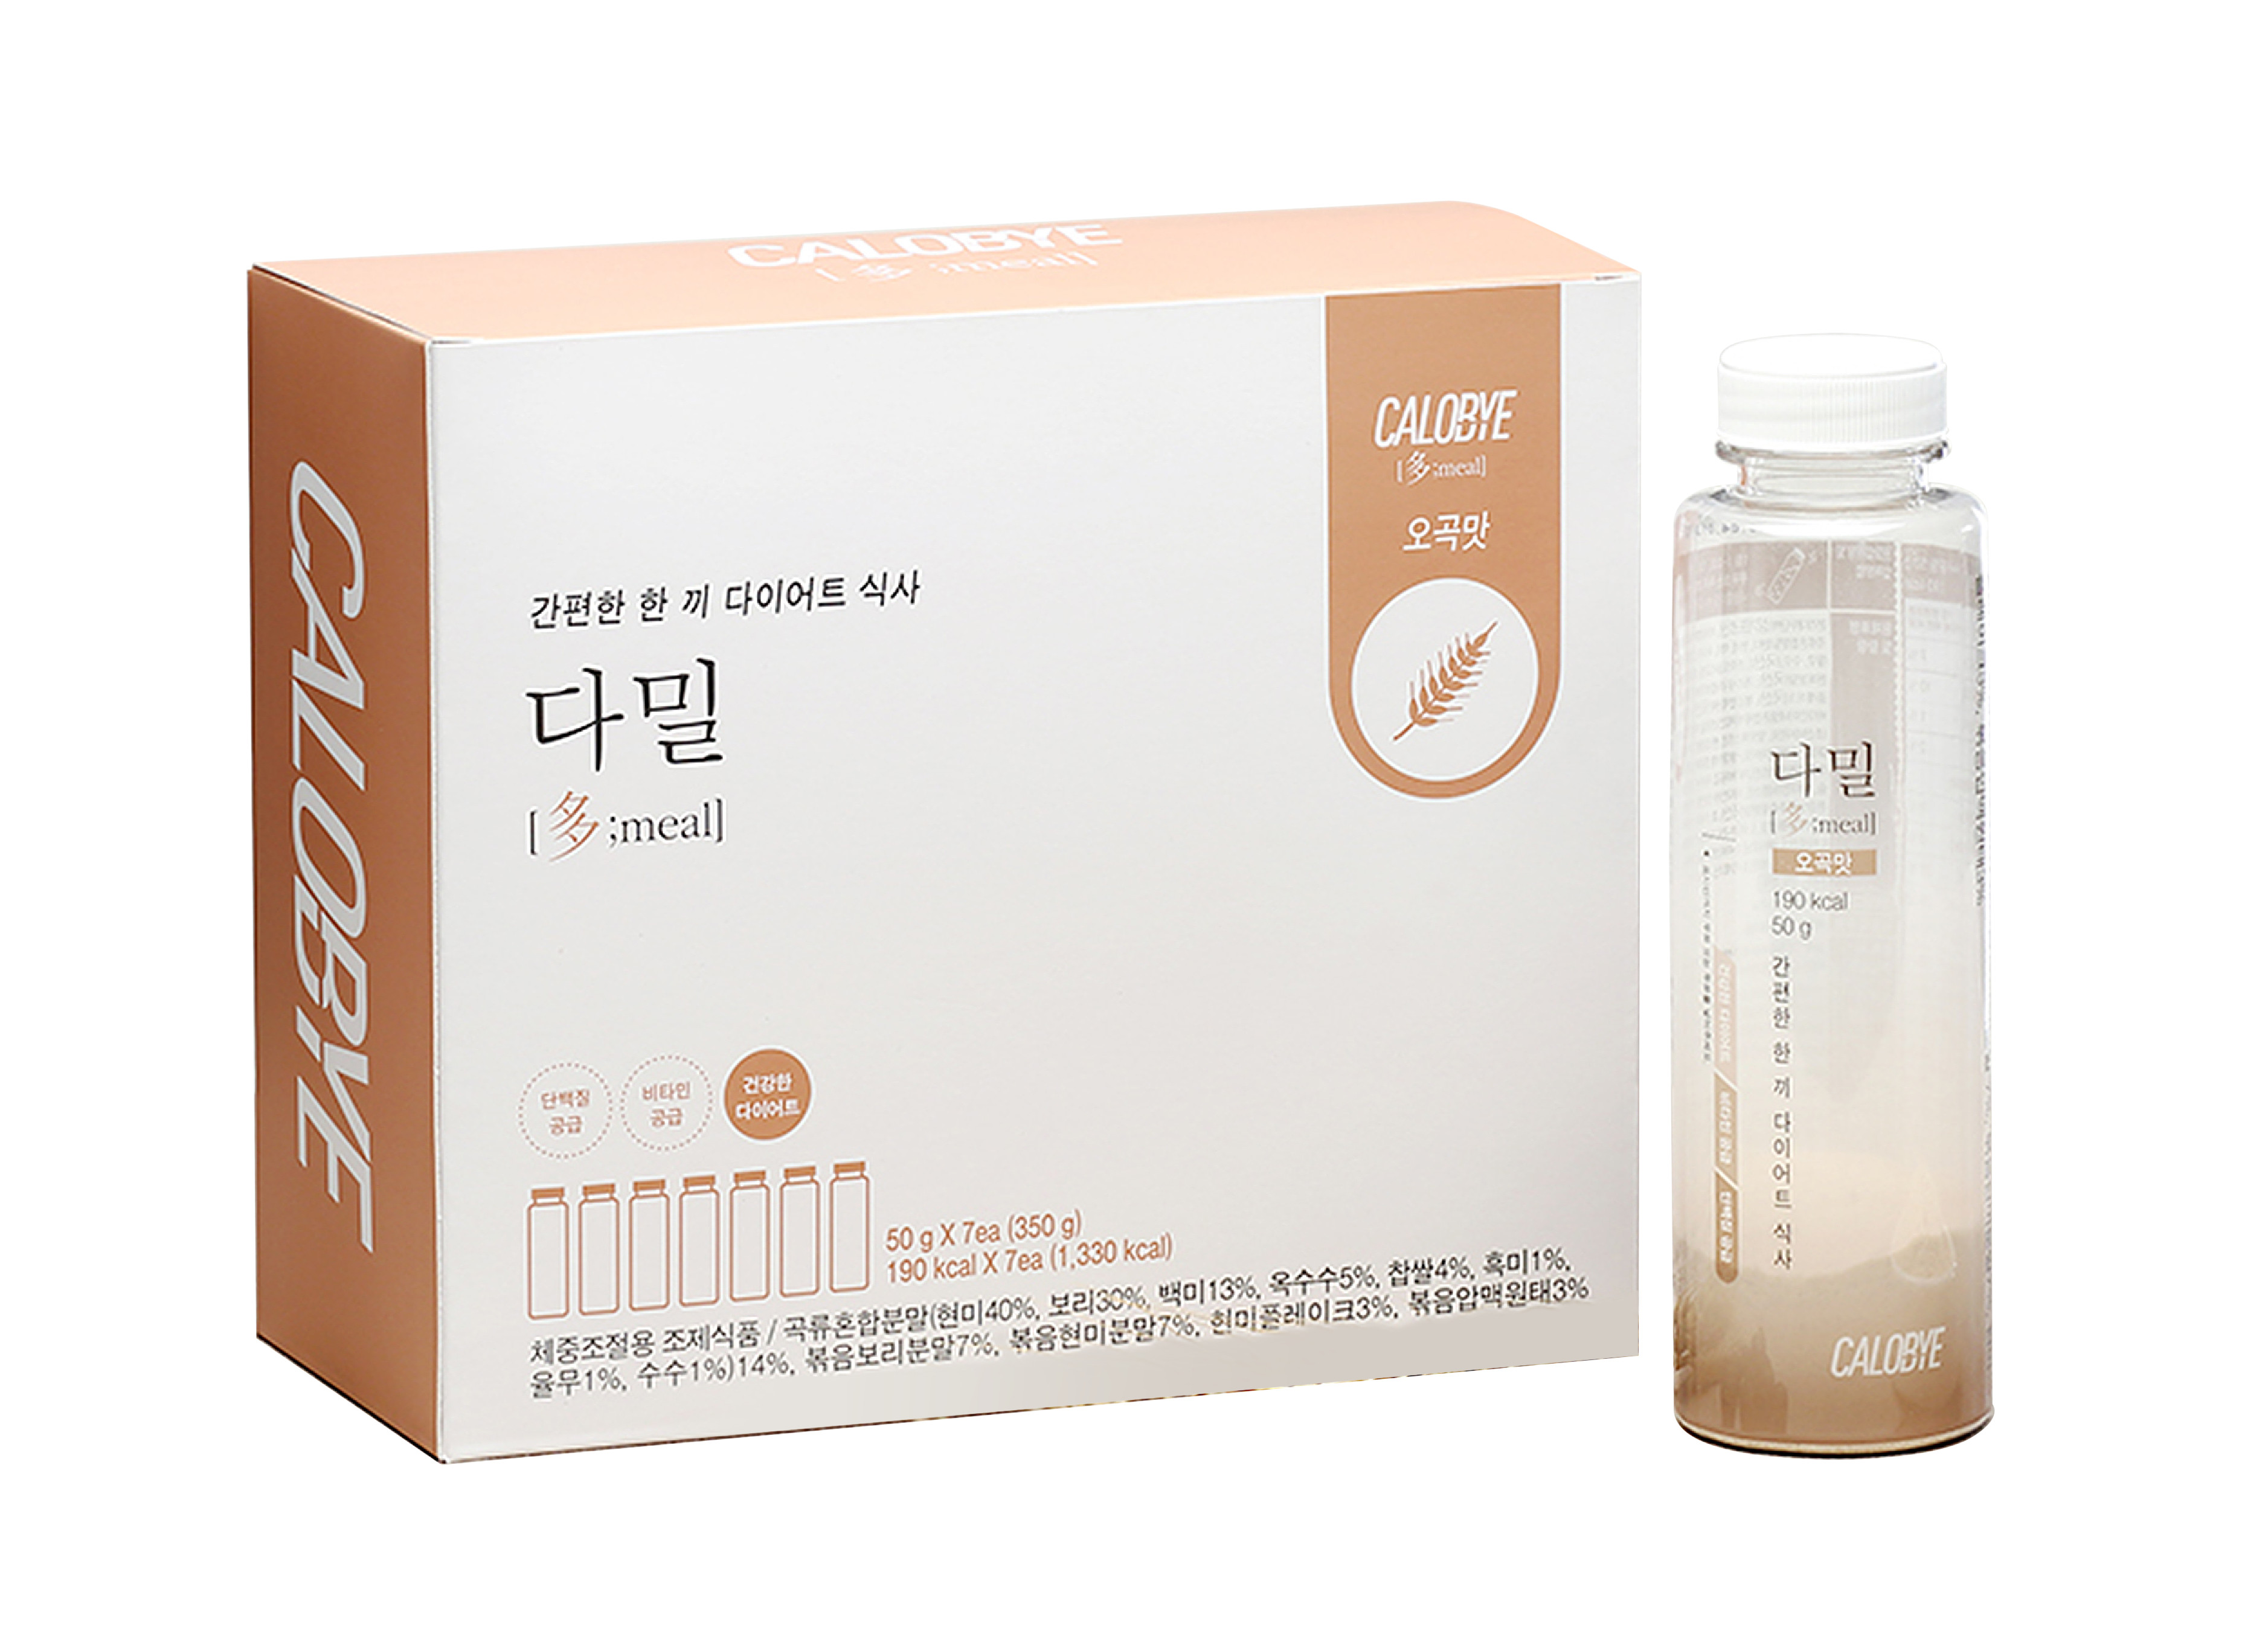 CALOBYE
[多;meal]
CALOBYE
CALOBYE
[多;meal]
오곡맛
간편한 한 끼 다이어트 식사
다밀
[多;meal]
단백질
공급
비타민
공급
건강한
다이어트
50 g X 7ea (350 g)
190 kcal X 7ea (1,330 kcal)
체중조절용 조제식품 / 곡류혼합분말(현미40%, 보리30%, 백미13%, 옥수수5%, 찹쌀4%, 흑미1%,
율무1%, 수수1%)14%, 볶음보리분말7%, 볶음현미분말7%, 현미플레이크3%, 볶음압맥원태3%
다밀
[多;meal]
오곡맛
190 kcal
50 g
간편한 한 끼 다이어트 식사
CALOBYE